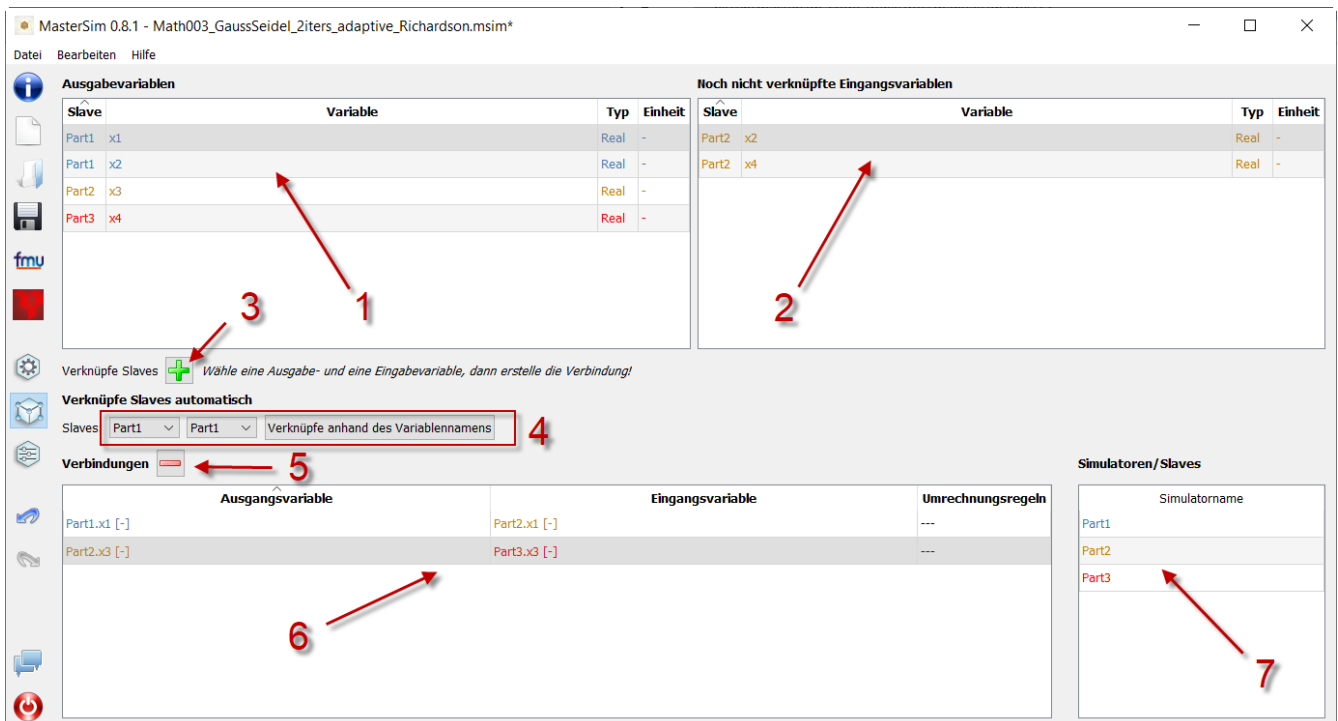 MasterSim 0.8.1 - Math003_GaussSeidel_2iters_adaptive_Richardson.msim*
Datei Bearbeiten Hilfe
Ausgabevariablen
Slave Variable Typ Einheit
Part1 x1 Real -
Part1 x2 Real -
Part2 x3 Real -
Part3 x4 Real -
1
Noch nicht verknüpfte Eingangsvariablen
Slave Variable Typ Einheit
Part2 x2 Real -
Part2 x4 Real -
2
fmu
3
Verknüpfe Slaves Wähle eine Ausgabe- und eine Eingabevariable, dann erstelle die Verbindung!
Verknüpfe Slaves automatisch
Slaves Part1 Part1 Verknüpfe anhand des Variablennamens 4
Verbindungen 5
Ausgangsvariable Eingangsvariable Umrechnungsregeln
Part1.x1 [-] Part2.x1 [-] ---
Part2.x3 [-] Part3.x3 [-] ---
6
Simulatoren/Slaves
Simulatorname
Part1
Part2
Part3
7